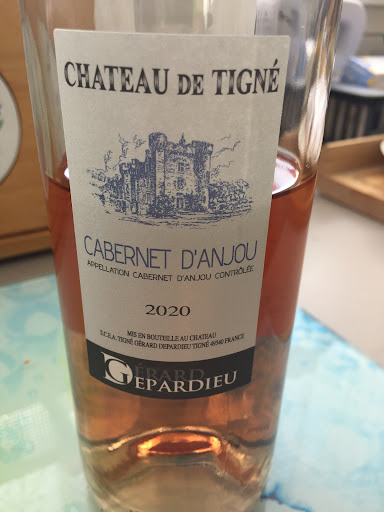 CHATEAU DE TIGNÉ
CABERNET D'ANJOU
APPELLATION CABERNET D'ANJOU CONTRÔLÉE
2020
MIS EN BOUTEILLE AU CHATEAU
S.C.E.A. TIGNÉ GÉRARD DEPARDIEU TIGNÉ 49540 FRANCE
GÉRARD
DEPARDIEU